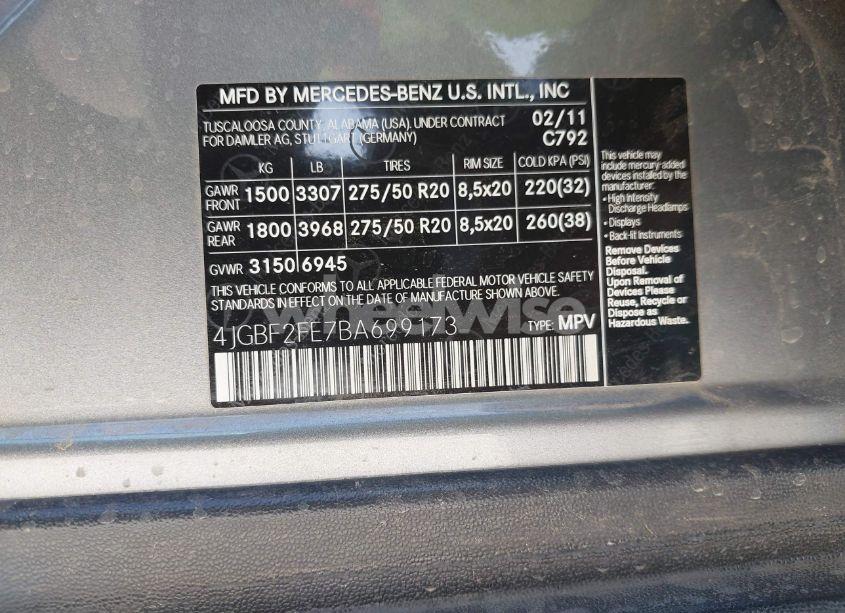 MFD BY MERCEDES-BENZ U.S. INTL., INC
TUSCALOOSA COUNTY, ALABAMA (USA), UNDER CONTRACT 02/11
FOR DAIMLER AG, STUTTGART (GERMANY) C792
KG LB TIRES RIM SIZE COLD KPA (PSI)
GAWR FRONT 1500 3307 275/50 R20 8,5x20 220(32)
GAWR REAR 1800 3968 275/50 R20 8,5x20 260(38)
GVWR 3150 6945
THIS VEHICLE CONFORMS TO ALL APPLICABLE FEDERAL MOTOR VEHICLE SAFETY
STANDARDS IN EFFECT ON THE DATE OF MANUFACTURE SHOWN ABOVE.
4JGBF2FE7BA699173 TYPE: MPV
This vehicle may
include mercury-added
devices installed by the
manufacturer:
• High Intensity
Discharge Headlamps
• Displays
• Back-lit Instruments
Remove Devices
Before Vehicle
Disposal.
Upon Removal of
Devices Please
Reuse, Recycle or
Dispose as
Hazardous Waste.
wheelwise